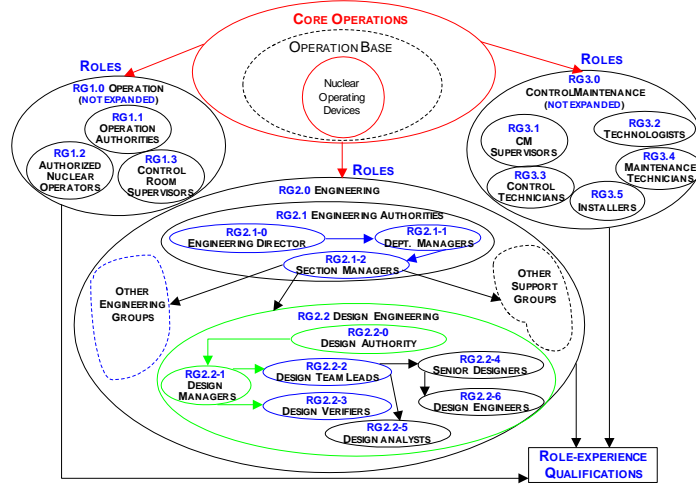 CORE OPERATIONS
OPERATION BASE
Nuclear
Operating
Devices
ROLES
RG1.0 OPERATION
(NOT EXPANDED)
RG1.1
OPERATION
AUTHORITIES
RG1.2
AUTHORIZED
NUCLEAR
OPERATORS
RG1.3
CONTROL
ROOM
SUPERVISORS
ROLES
RG3.0
CONTROLMAINTENANCE
(NOT EXPANDED)
RG3.1
CM
SUPERVISORS
RG3.2
TECHNOLOGISTS
RG3.3
CONTROL
TECHNICIANS
RG3.4
MAINTENANCE
TECHNICIANS
RG3.5
INSTALLERS
ROLES
RG2.0 ENGINEERING
RG2.1 ENGINEERING AUTHORITIES
RG2.1-0
ENGINEERING DIRECTOR
RG2.1-1
DEPT. MANAGERS
RG2.1-2
SECTION MANAGERS
OTHER
ENGINEERING
GROUPS
OTHER
SUPPORT
GROUPS
RG2.2 DESIGN ENGINEERING
RG2.2-0
DESIGN AUTHORITY
RG2.2-1
DESIGN
MANAGERS
RG2.2-2
DESIGN TEAM LEADS
RG2.2-3
DESIGN VERIFIERS
RG2.2-4
SENIOR DESIGNERS
RG2.2-6
DESIGN ENGINEERS
RG2.2-5
DESIGN ANALYSTS
ROLE-EXPERIENCE
QUALIFICATIONS